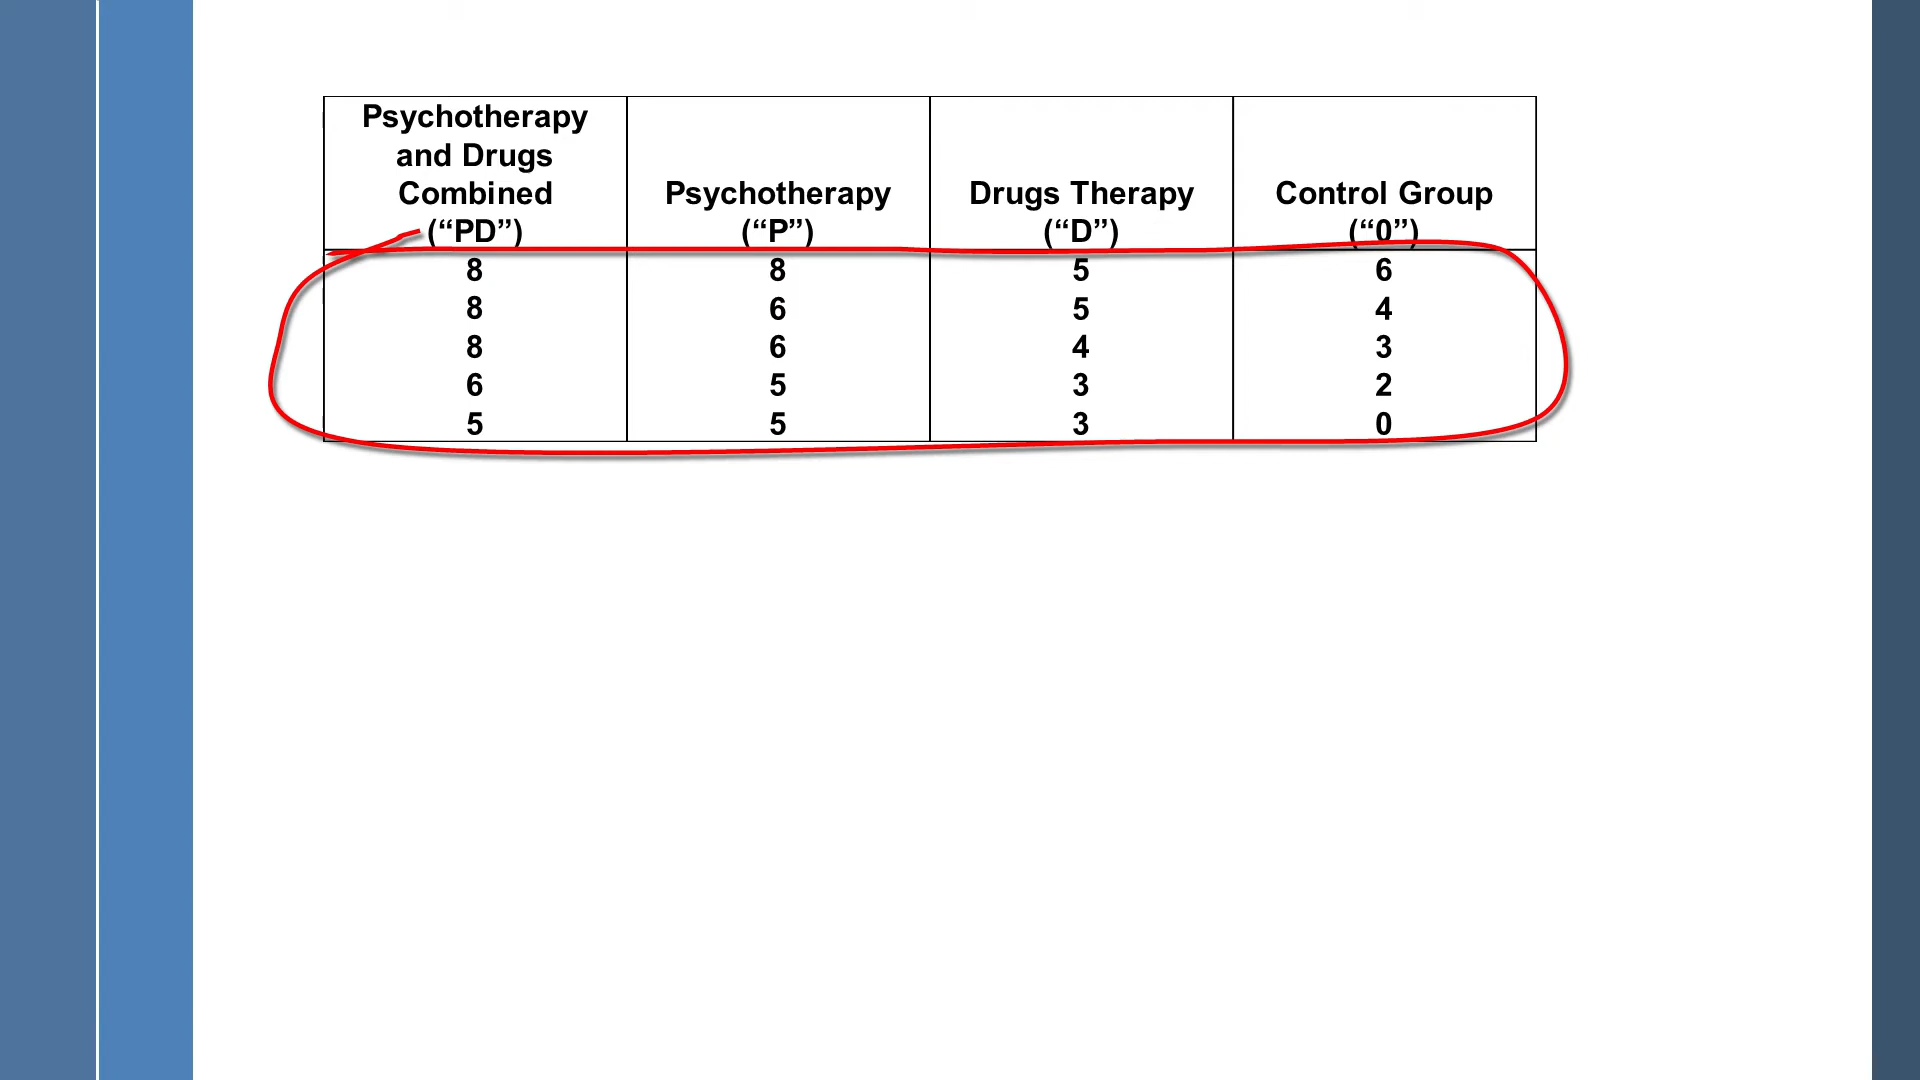 Psychotherapy and Drugs Combined (“PD”)
Psychotherapy (“P”)
Drugs Therapy (“D”)
Control Group (“0”)
8 8 5 6
8 6 5 4
8 6 4 3
6 5 3 2
5 5 3 0